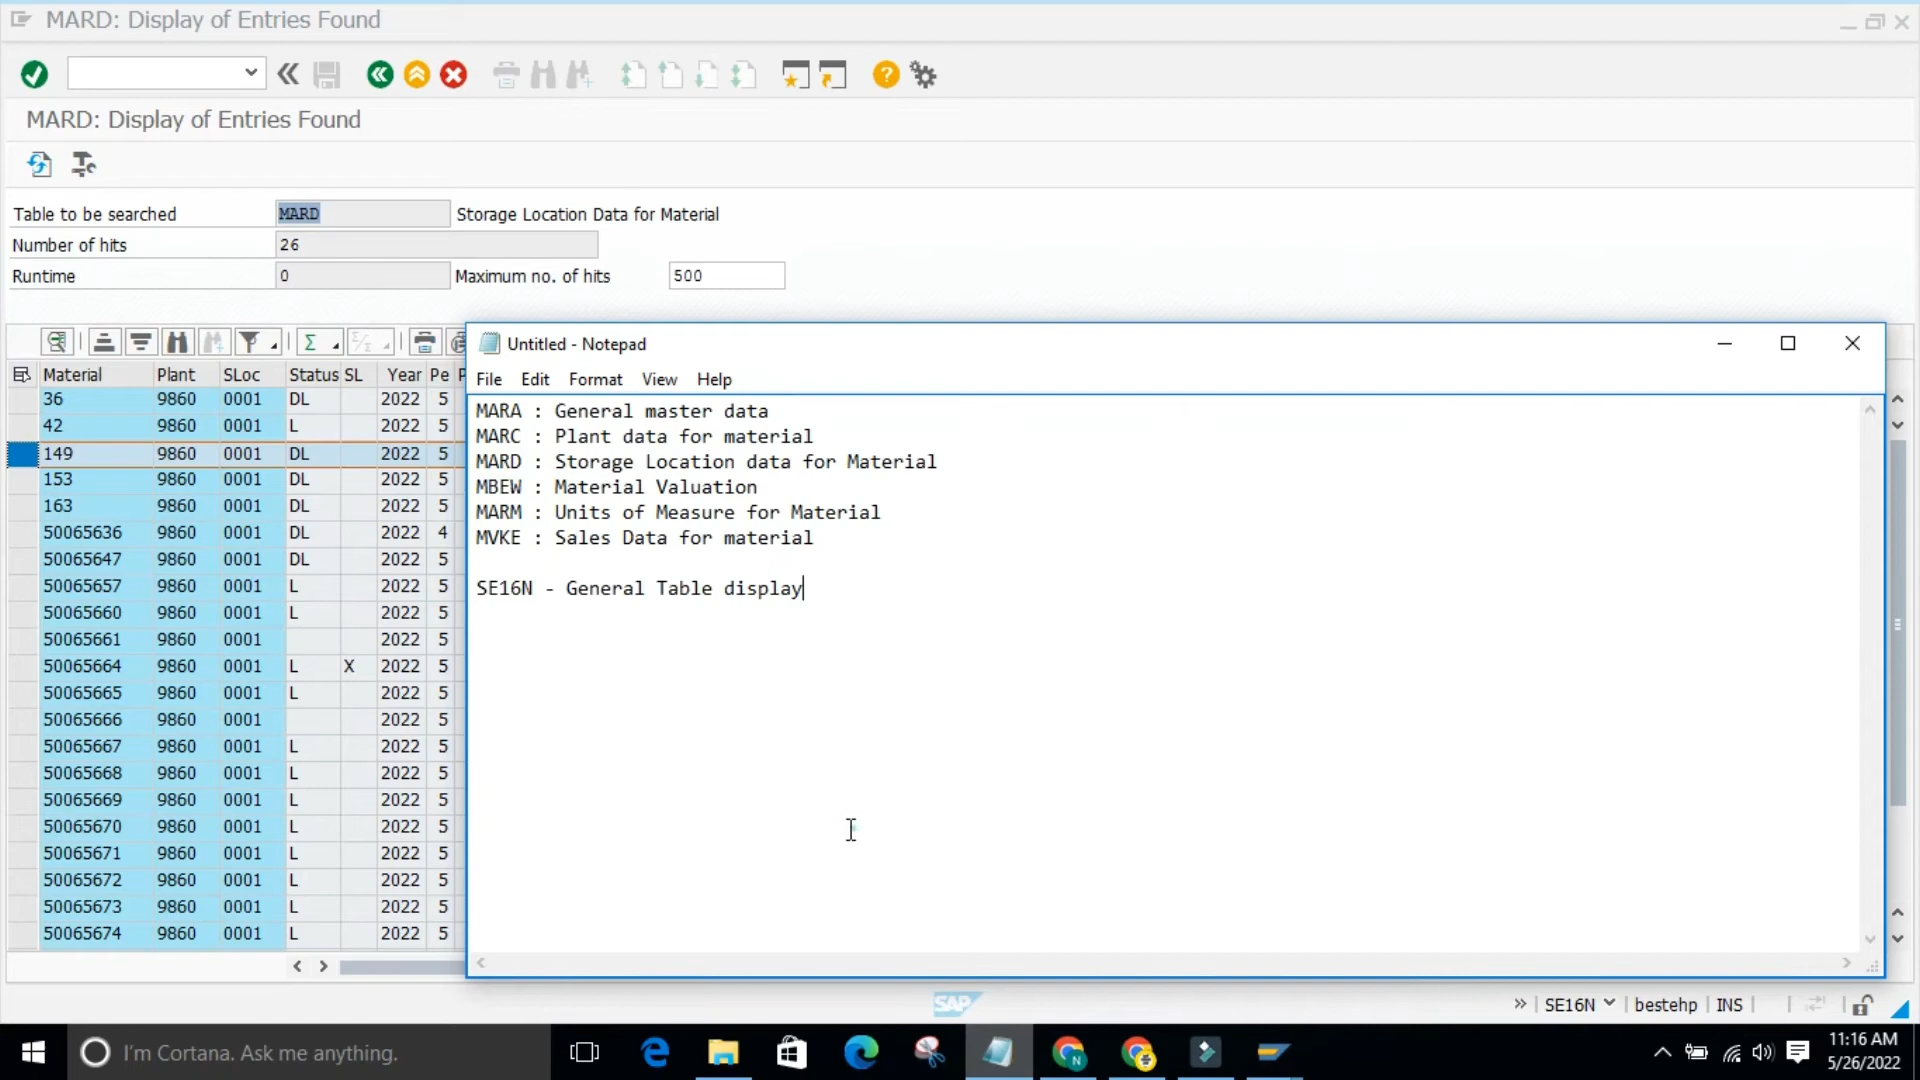 MARD: Display of Entries Found
MARD: Display of Entries Found
Table to be searched MARD Storage Location Data for Material
Number of hits 26
Runtime 0 Maximum no. of hits 500
Material Plant SLoc Status SL Year Pe
36 9860 0001 DL 2022 5
42 9860 0001 L 2022 5
149 9860 0001 DL 2022 5
153 9860 0001 DL 2022 5
163 9860 0001 DL 2022 5
50065636 9860 0001 DL 2022 4
50065647 9860 0001 DL 2022 5
50065657 9860 0001 L 2022 5
50065660 9860 0001 L 2022 5
50065661 9860 0001 2022 5
50065664 9860 0001 L X 2022 5
50065665 9860 0001 L 2022 5
50065666 9860 0001 2022 5
50065667 9860 0001 L 2022 5
50065668 9860 0001 L 2022 5
50065669 9860 0001 L 2022 5
50065670 9860 0001 L 2022 5
50065671 9860 0001 L 2022 5
50065672 9860 0001 L 2022 5
50065673 9860 0001 L 2022 5
50065674 9860 0001 L 2022 5
Untitled - Notepad
File Edit Format View Help
MARA : General master data
MARC : Plant data for material
MARD : Storage Location data for Material
MBEW : Material Valuation
MARM : Units of Measure for Material
MVKE : Sales Data for material
SE16N - General Table display
SAP
SE16N bestehp INS
I'm Cortana. Ask me anything.
11:16 AM
5/26/2022